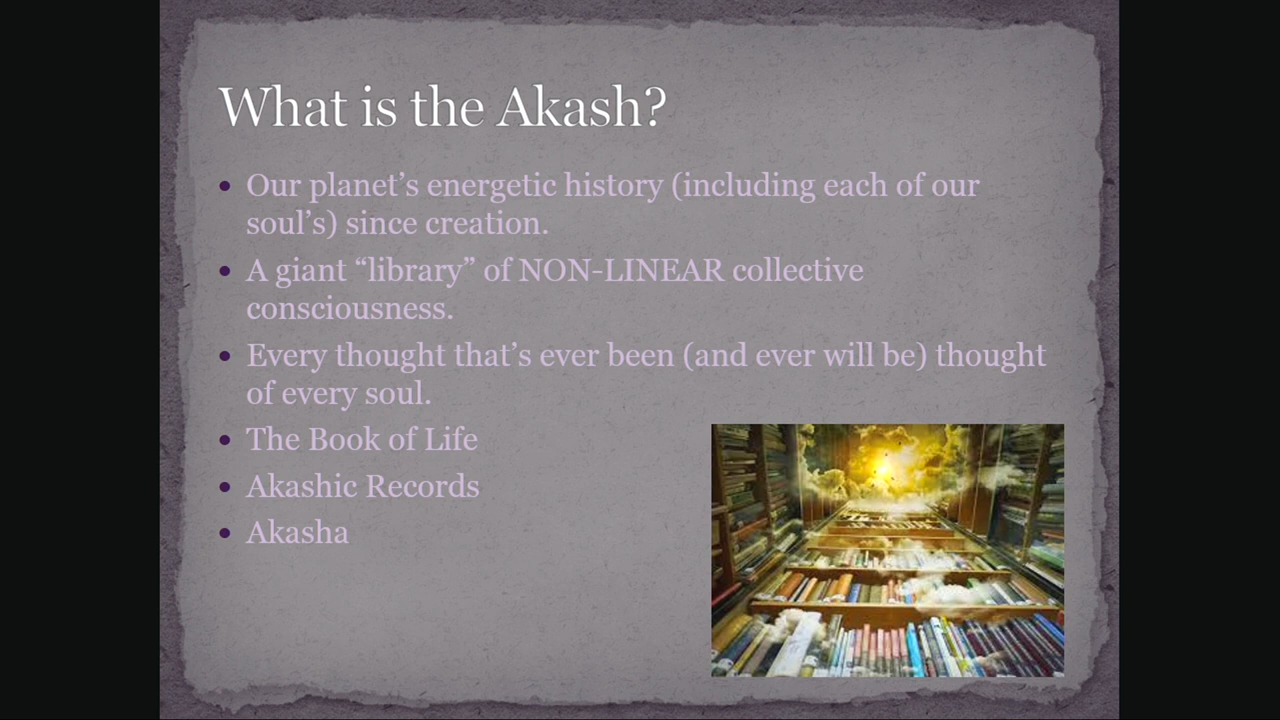 What is the Akash?
• Our planet’s energetic history (including each of our
soul’s) since creation.
• A giant “library” of NON-LINEAR collective
consciousness.
• Every thought that’s ever been (and ever will be) thought
of every soul.
• The Book of Life
• Akashic Records
• Akasha